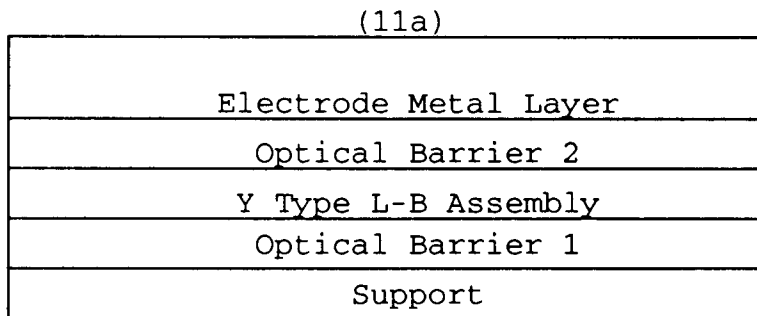 (11a)
Electrode Metal Layer
Optical Barrier 2
Y Type L-B Assembly
Optical Barrier 1
Support